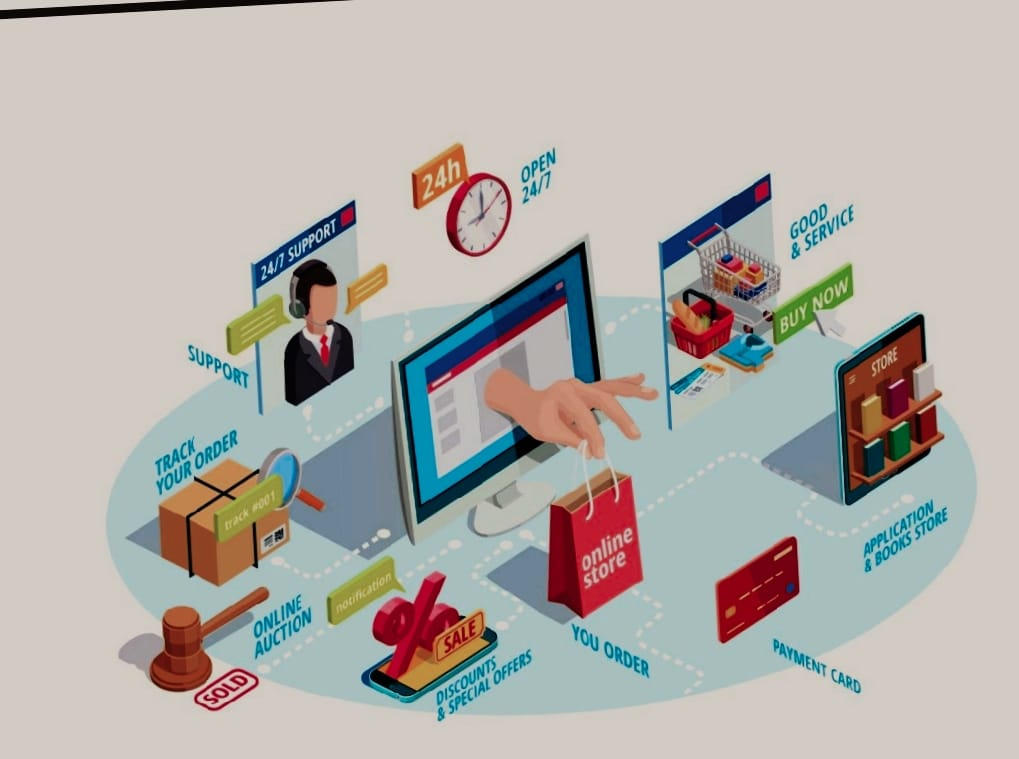 24h
OPEN
24/7
24/7 SUPPORT
SUPPORT
GOOD
& SERVICE
BUY NOW
STORE
APPLICATION
& BOOKS STORE
TRACK
YOUR ORDER
track #001
notification
ONLINE
AUCTION
SOLD
SALE
DISCOUNTS
& SPECIAL OFFERS
online
store
YOU ORDER
PAYMENT CARD